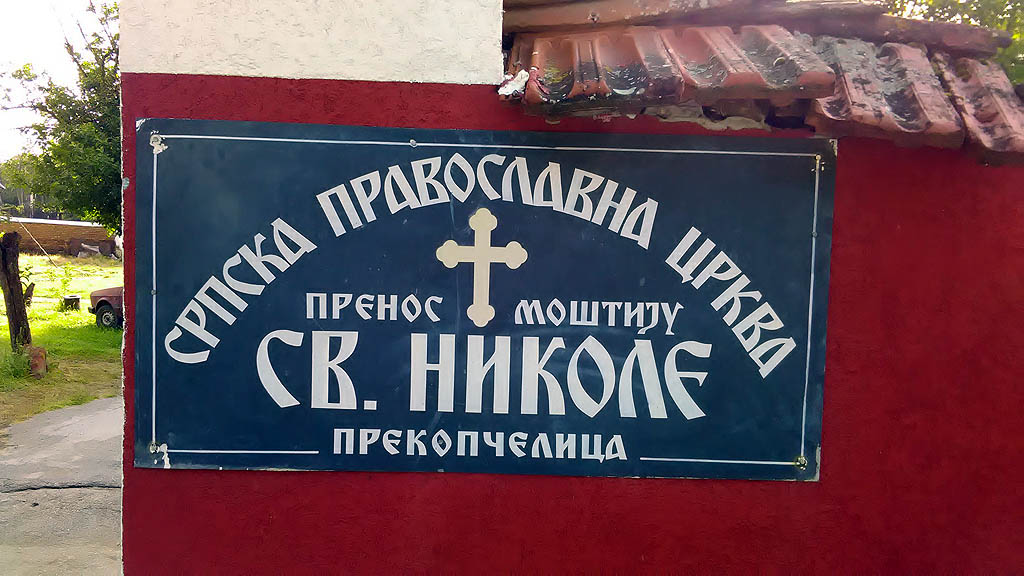 СРПСКА ПРАВОСЛАВНА ЦРКВА
ПРЕНОС МОШТИЈУ
СВ. НИКОЛЕ
ПРЕКОПЧЕЛИЦА